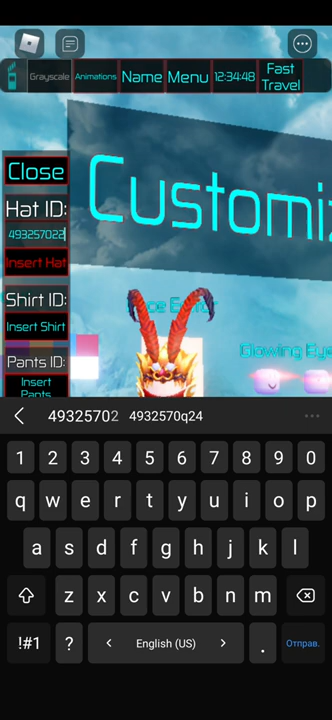 Grayscale
Animations
Name
Menu
12:34:48
Fast
Travel
Close
Customi
Hat ID:
493257022
Insert Hat
Shirt ID:
Insert Shirt
Pants ID:
Insert
Pants
Glowing Eye
49325702 4932570q24
1 2 3 4 5 6 7 8 9 0
q w e r t y u i o p
a s d f g h j k l
z x c v b n m
!#1 ? English (US) . Отправ.